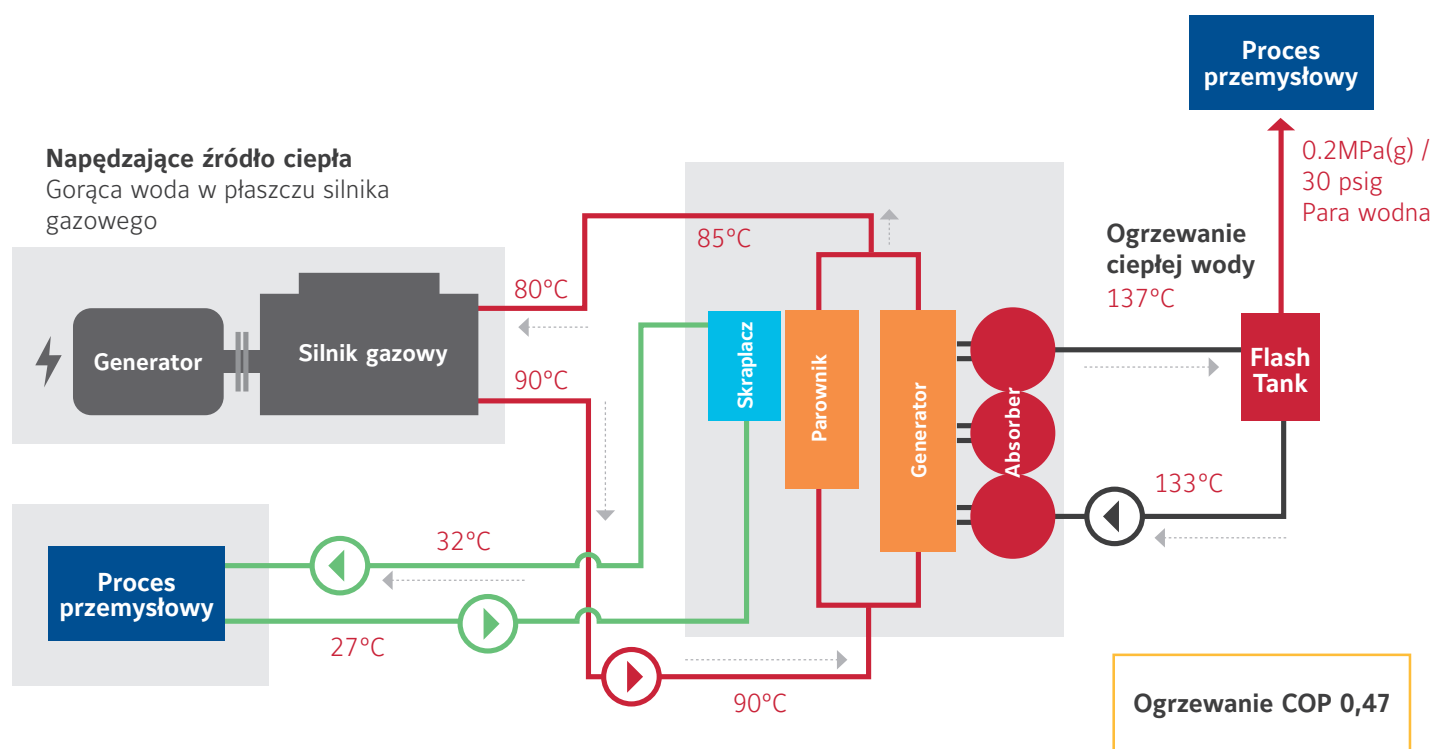 Proces
przemysłowy
0.2MPa(g) /
30 psig
Para wodna
Napędzające źródło ciepła
Gorąca woda w płaszczu silnika
gazowego
85°C
Ogrzewanie
ciepłej wody
137°C
80°C
Generator
Silnik gazowy
90°C
Skraplacz
Parownik
Generator
Absorber
Flash
Tank
133°C
32°C
Proces
przemysłowy
27°C
90°C
Ogrzewanie COP 0,47